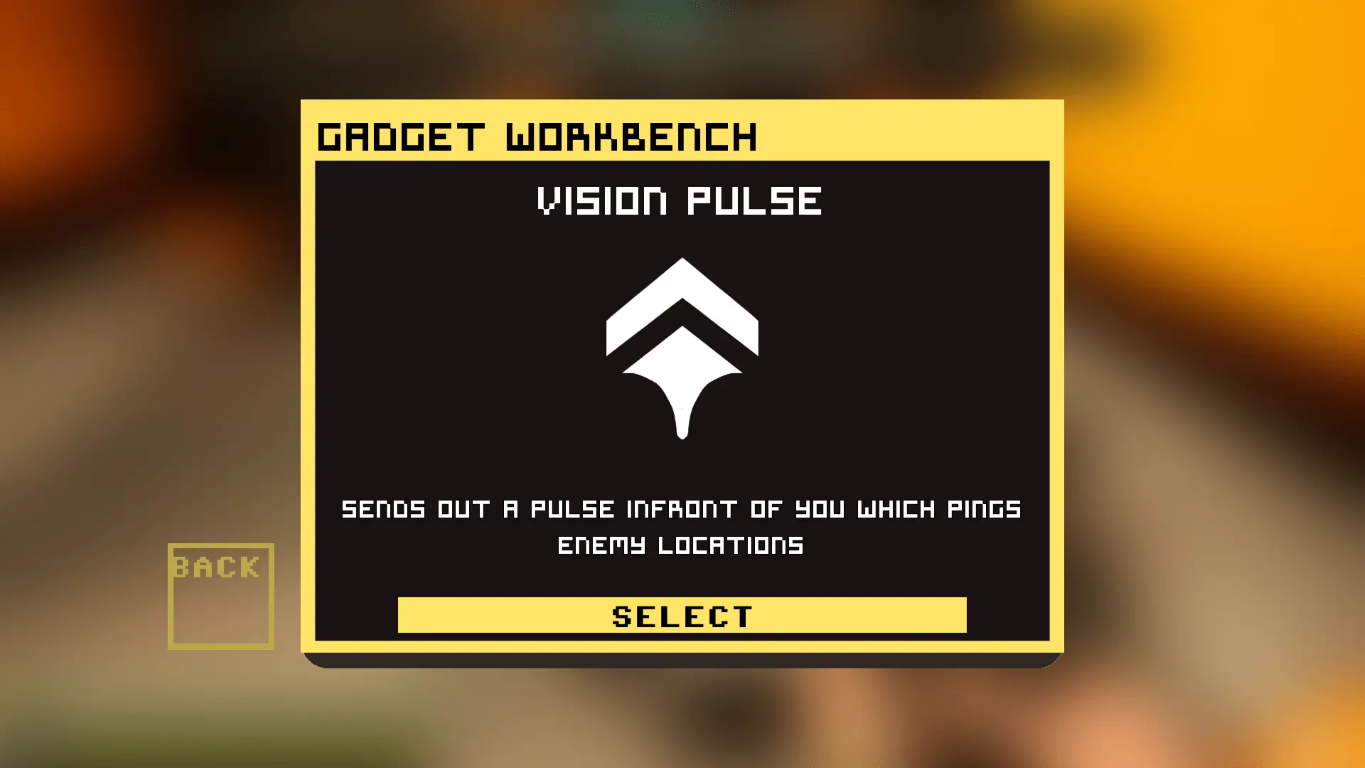 GADGET WORKBENCH
VISION PULSE
SENDS OUT A PULSE INFRONT OF YOU WHICH PINGS
ENEMY LOCATIONS
BACK
SELECT